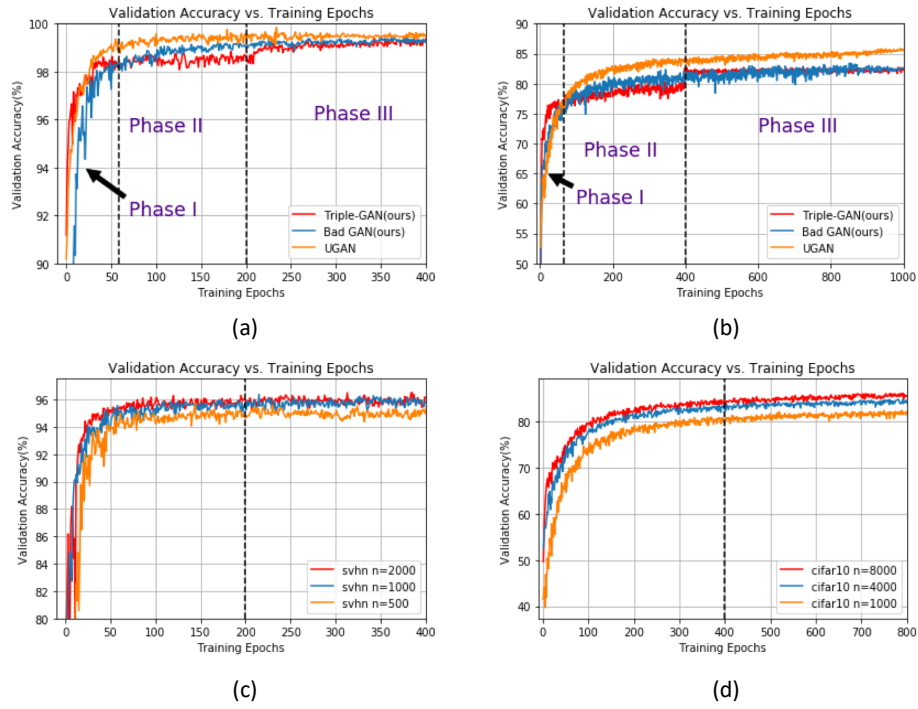 Validation Accuracy vs. Training Epochs
Validation Accuracy(%)
100
98
96
94
92
90
Phase II
Phase III
Phase I
Triple-GAN(ours)
Bad GAN(ours)
UGAN
0 50 100 150 200 250 300 350 400
Training Epochs
(a)
Validation Accuracy vs. Training Epochs
Validation Accuracy(%)
90
85
80
75
70
65
60
55
50
Phase III
Phase II
Phase I
Triple-GAN(ours)
Bad GAN(ours)
UGAN
0 200 400 600 800 1000
Training Epochs
(b)
Validation Accuracy vs. Training Epochs
Validation Accuracy(%)
96
94
92
90
88
86
84
82
80
svhn n=2000
svhn n=1000
svhn n=500
0 50 100 150 200 250 300 350 400
Training Epochs
(c)
Validation Accuracy vs. Training Epochs
Validation Accuracy(%)
80
70
60
50
40
cifar10 n=8000
cifar10 n=4000
cifar10 n=1000
0 100 200 300 400 500 600 700 800
Training Epochs
(d)